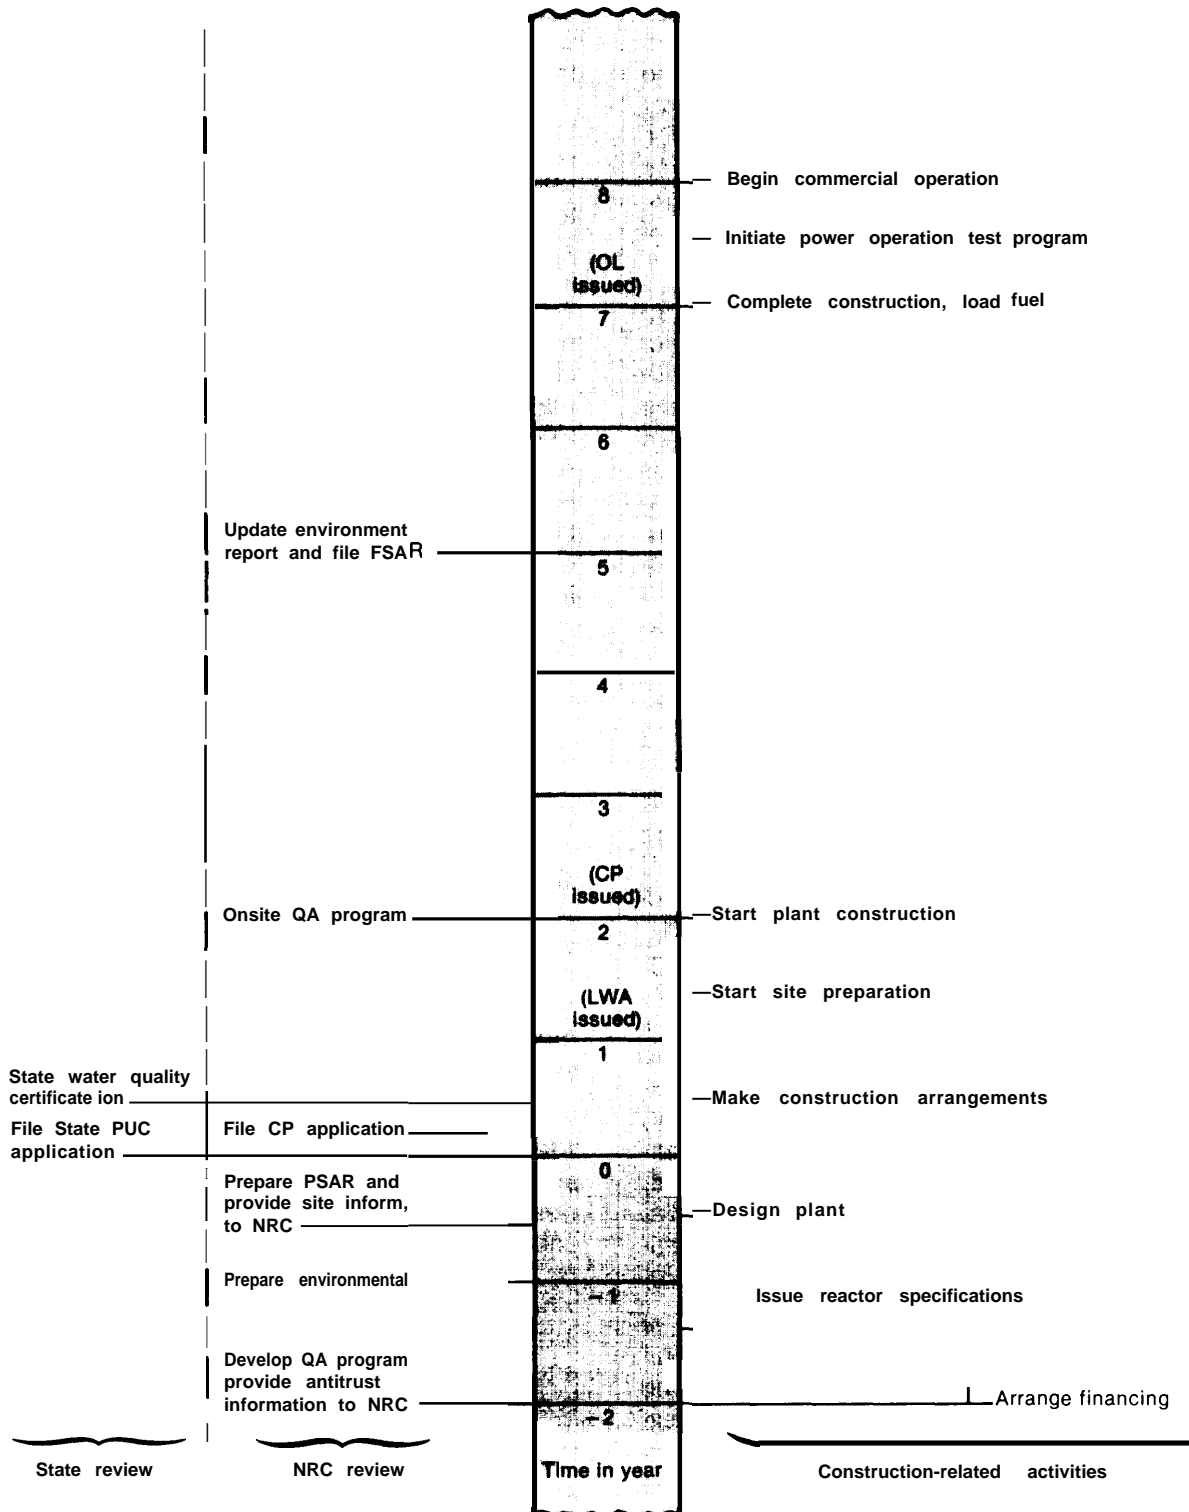 8
— Begin commercial operation
— Initiate power operation test program
(OL
issued)
— Complete construction, load fuel
7
6
Update environment
report and file FSAR
5
4
3
(CP
issued)
Onsite QA program
—Start plant construction
2
(LWA
issued)
—Start site preparation
1
State water quality
certificate ion
—Make construction arrangements
File State PUC
application
File CP application
0
Prepare PSAR and
provide site inform,
to NRC
—Design plant
Prepare environmental
–1
Issue reactor specifications
Develop QA program
provide antitrust
information to NRC
Arrange financing
–2
State review
NRC review
Time in year
Construction-related activities